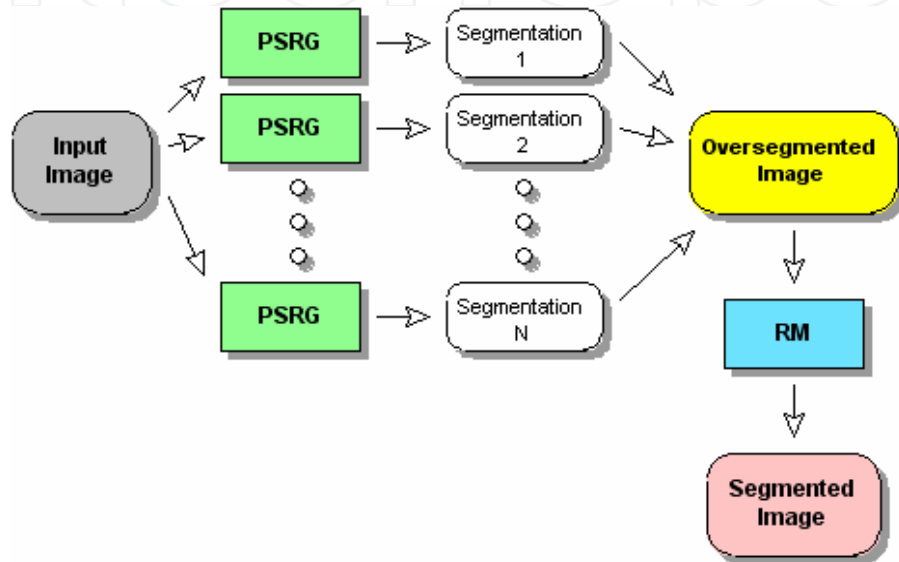 PSRG
Segmentation
1
PSRG
Segmentation
2
Input
Image
Oversegmented
Image
PSRG
Segmentation
N
RM
Segmented
Image